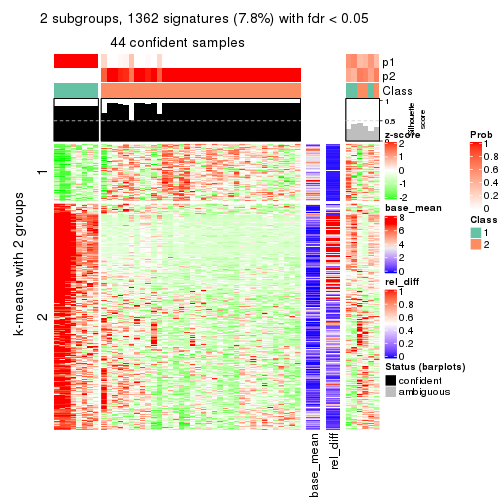 2 subgroups, 1362 signatures (7.8%) with fdr < 0.05
44 confident samples
p1
p2
Class
1
0.5
0
Silhouette
score
k-means with 2 groups
1
2
base_mean
rel_diff
z-score
2
1
0
-1
-2
base_mean
8
6
4
2
0
rel_diff
1
0.8
0.6
0.4
0.2
0
Status (barplots)
confident
ambiguous
Prob
1
0.8
0.6
0.4
0.2
0
Class
1
2